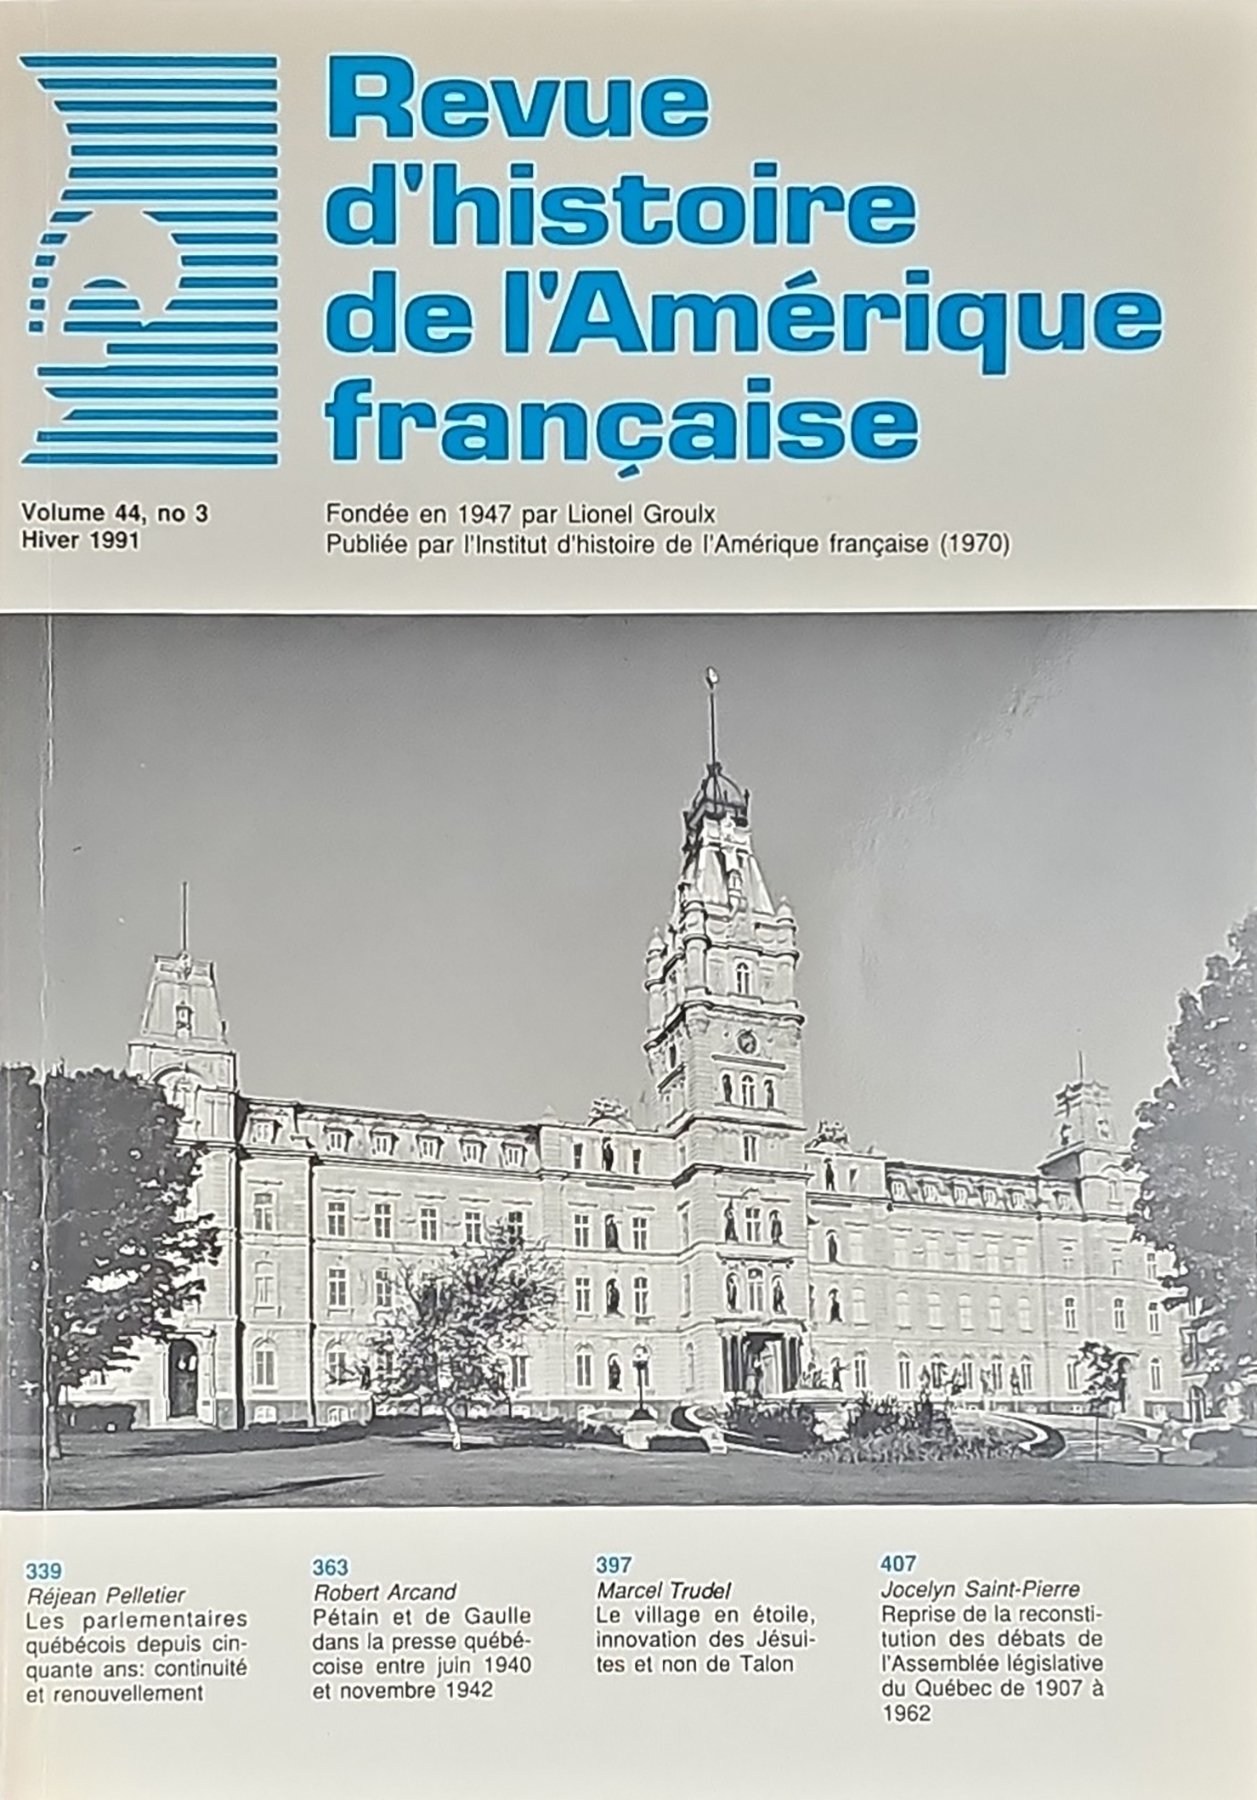 Revue
d'histoire
de l'Amérique
française
Volume 44, no 3
Hiver 1991
Fondée en 1947 par Lionel Groulx
Publiée par l'Institut d'histoire de l'Amérique française (1970)
339
Réjean Pelletier
Les parlementaires
québécois depuis cin-
quante ans: continuité
et renouvellement
363
Robert Arcand
Pétain et de Gaulle
dans la presse québé-
coise entre juin 1940
et novembre 1942
397
Marcel Trudel
Le village en étoile,
innovation des Jésui-
tes et non de Talon
407
Jocelyn Saint-Pierre
Reprise de la reconsti-
tution des débats de
l'Assemblée législative
du Québec de 1907 à
1962